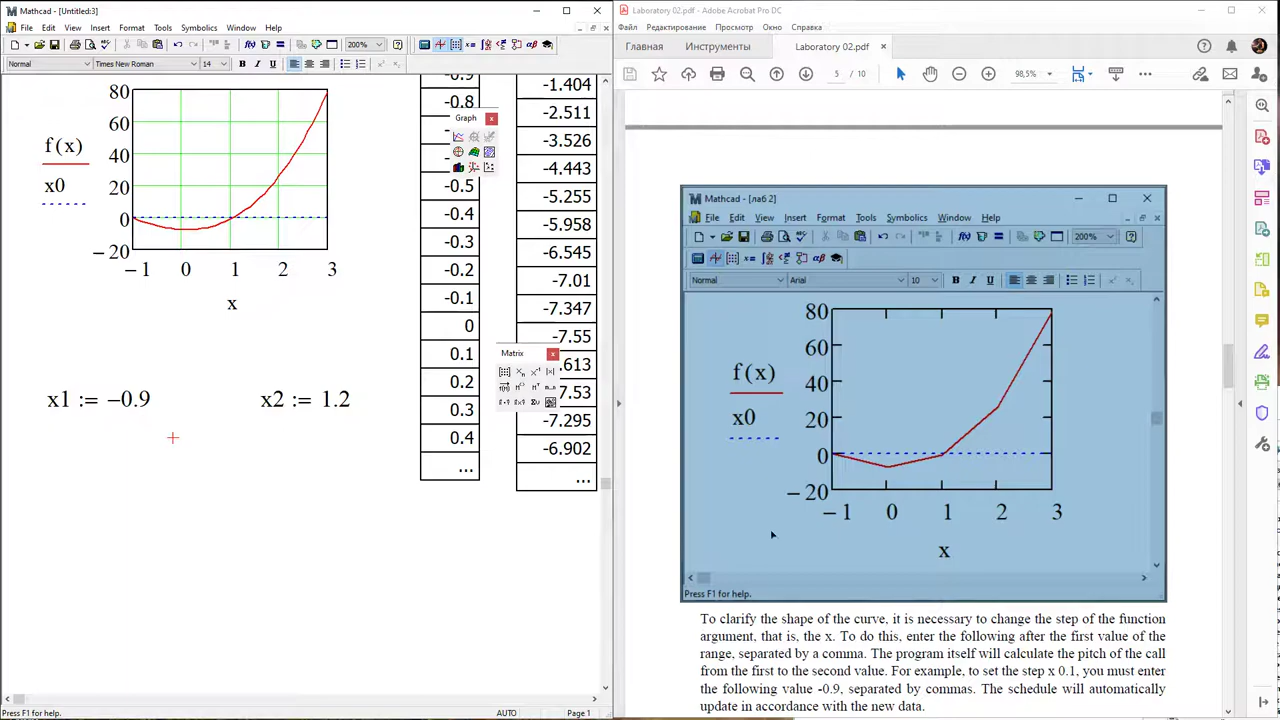 Mathcad - [Untitled:3]
File Edit View Insert Format Tools Symbolics Window Help
200%
Normal Times New Roman 14 B I U
80
60
40
20
0
−20
−1 0 1 2 3
f(x)
x0
x
-0.9
-0.8
-0.5
-0.4
-0.3
-0.2
-0.1
0
0.1
0.2
0.3
0.4
...
-1.404
-2.511
-3.526
-4.443
-5.255
-5.958
-6.545
-7.01
-7.347
-7.55
.613
-7.53
-7.295
-6.902
...
Graph
Matrix
x1 := −0.9 x2 := 1.2
Press F1 for help. AUTO Page 1
Laboratory 02.pdf - Adobe Acrobat Pro DC
Файл Редактирование Просмотр Окно Справка
Главная Инструменты Laboratory 02.pdf ×
5 / 10 98,5%
Mathcad - [лаб 2]
File Edit View Insert Format Tools Symbolics Window Help
200%
Normal Arial 10 B I U
80
60
40
20
0
−20
−1 0 1 2 3
f(x)
x0
x
Press F1 for help.
To clarify the shape of the curve, it is necessary to change the step of the function
argument, that is, the x. To do this, enter the following after the first value of the
range, separated by a comma. The program itself will calculate the pitch of the call
from the first to the second value. For example, to set the step x 0.1, you must enter
the following value -0.9, separated by commas. The schedule will automatically
update in accordance with the new data.